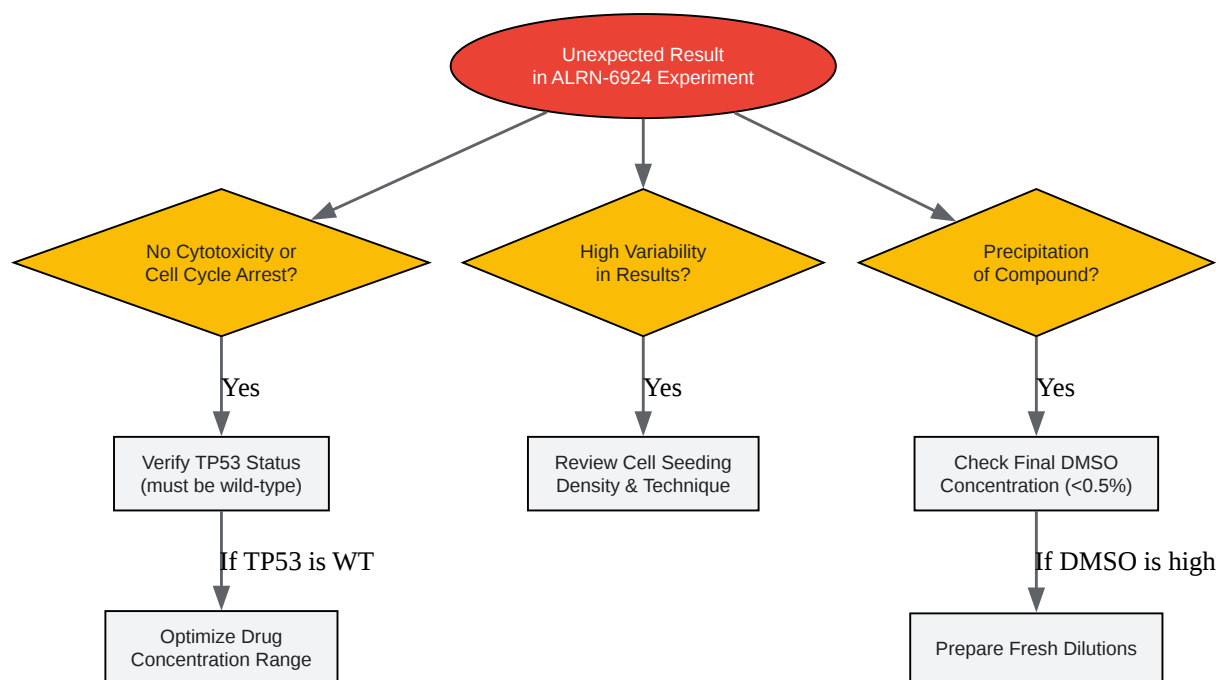 Unexpected Result
in ALRN-6924 Experiment
No Cytotoxicity or
Cell Cycle Arrest?
High Variability
in Results?
Precipitation
of Compound?
Yes
Yes
Yes
Verify TP53 Status
(must be wild-type)
Review Cell Seeding
Density & Technique
Check Final DMSO
Concentration (<0.5%)
If TP53 is WT
If DMSO is high
Optimize Drug
Concentration Range
Prepare Fresh Dilutions